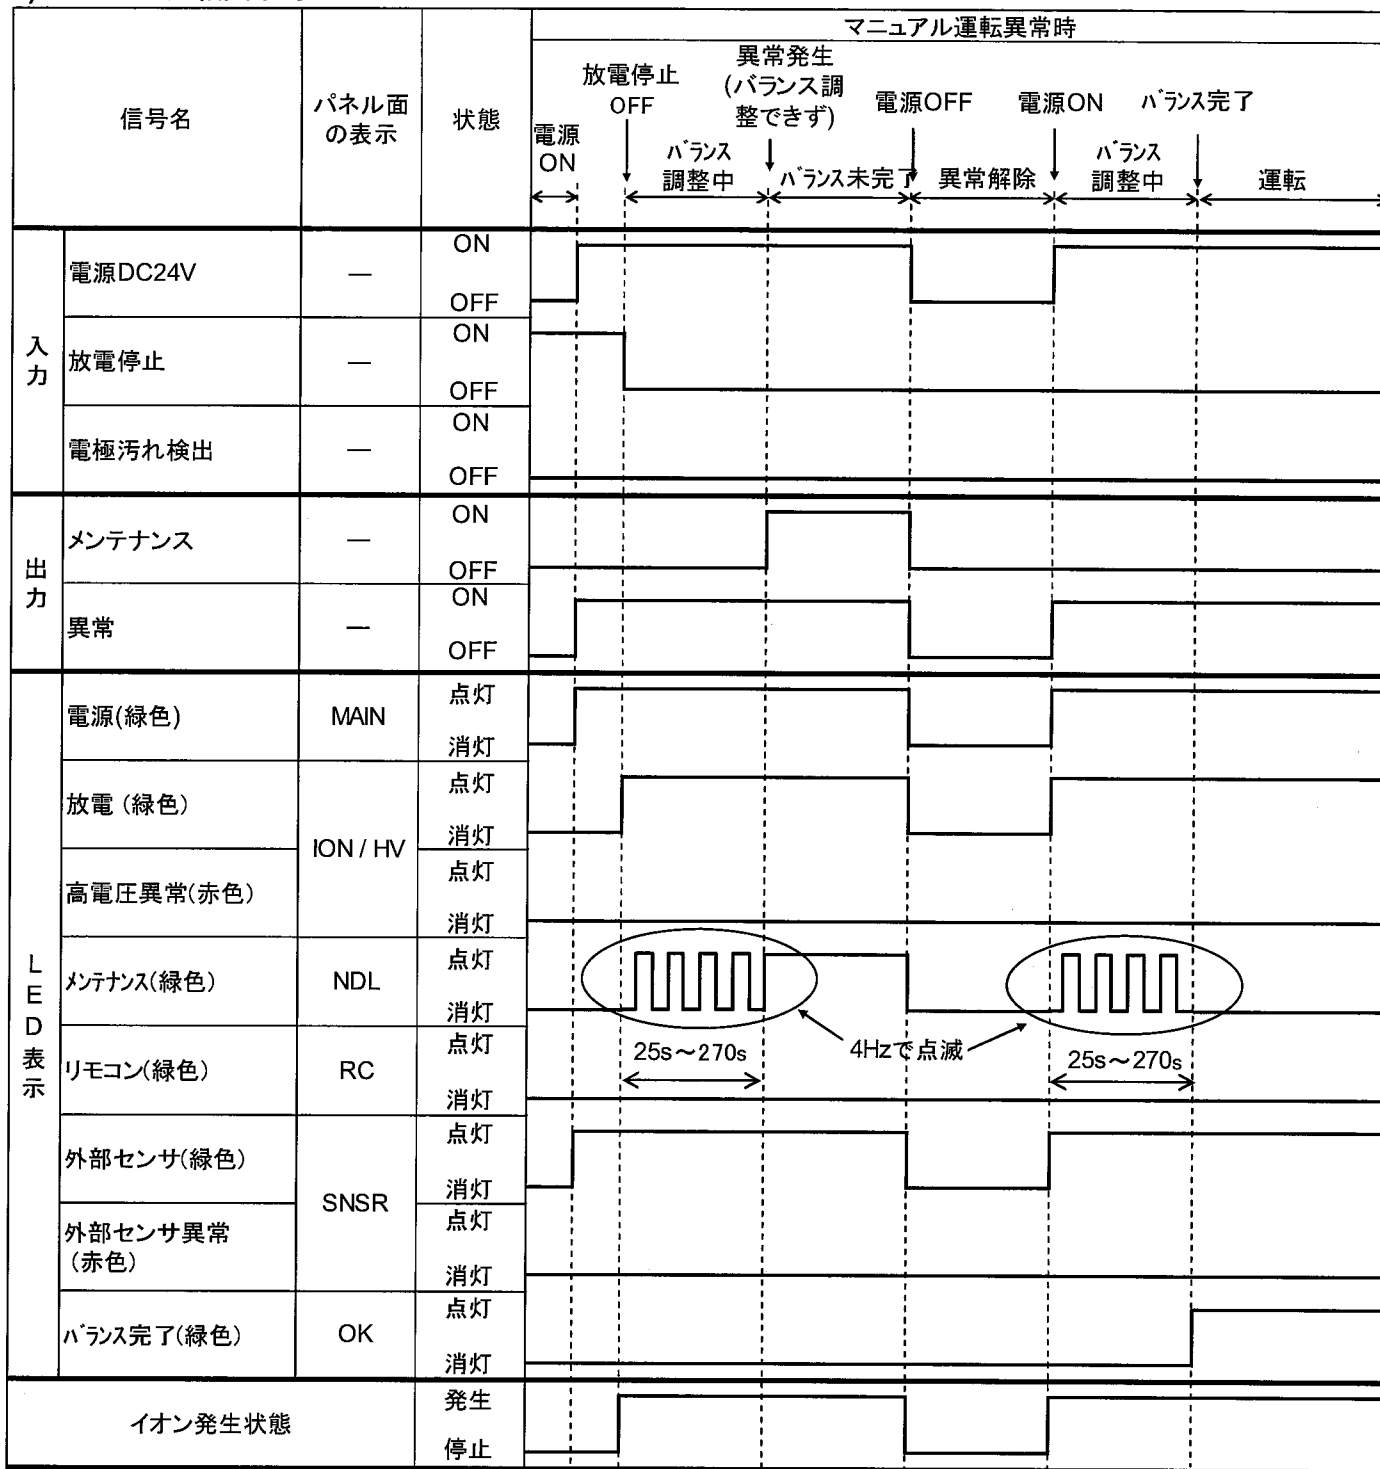 マニュアル運転異常時
信号名
パネル面
の表示
状態
電源
ON
放電停止
OFF
バランス
調整中
異常発生
(バランス調
整できず)
バランス未完了
電源OFF
異常解除
電源ON
バランス
調整中
バランス完了
運転
入力
電源DC24V
―
ON
OFF
放電停止
―
ON
OFF
電極汚れ検出
―
ON
OFF
出力
メンテナンス
―
ON
OFF
異常
―
ON
OFF
LED表示
電源(緑色)
MAIN
点灯
消灯
放電(緑色)
ION / HV
点灯
消灯
高電圧異常(赤色)
点灯
消灯
メンテナンス(緑色)
NDL
点灯
消灯
4Hzで点滅
リモコン(緑色)
RC
点灯
消灯
25s～270s
25s～270s
外部センサ(緑色)
SNSR
点灯
消灯
外部センサ異常
(赤色)
点灯
消灯
バランス完了(緑色)
OK
点灯
消灯
イオン発生状態
発生
停止